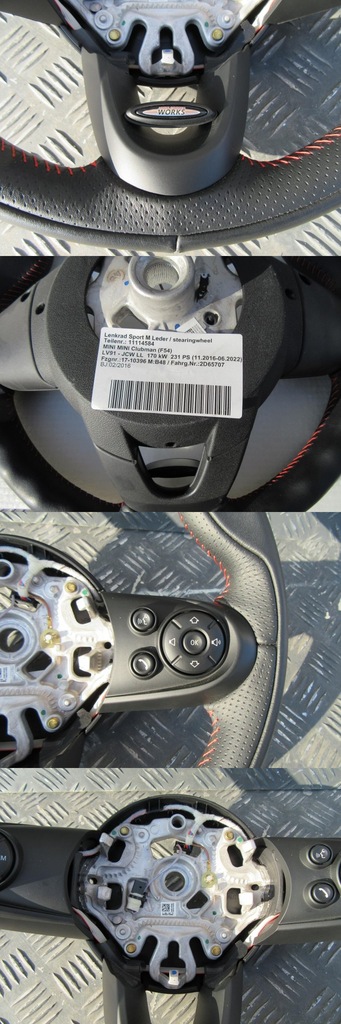 WORKS
Lenkrad Sport M Leder / stearingwheel
Teilenr.: 11114584
MINI MINI Clubman (F54)
LV91 - JCW LL 170 kW 231 PS (11.2016-06.2022)
Fzgnr.:17-10396 M:B48 / Fahrg.Nr.:2D65707
BJ:02/2018
OK
M